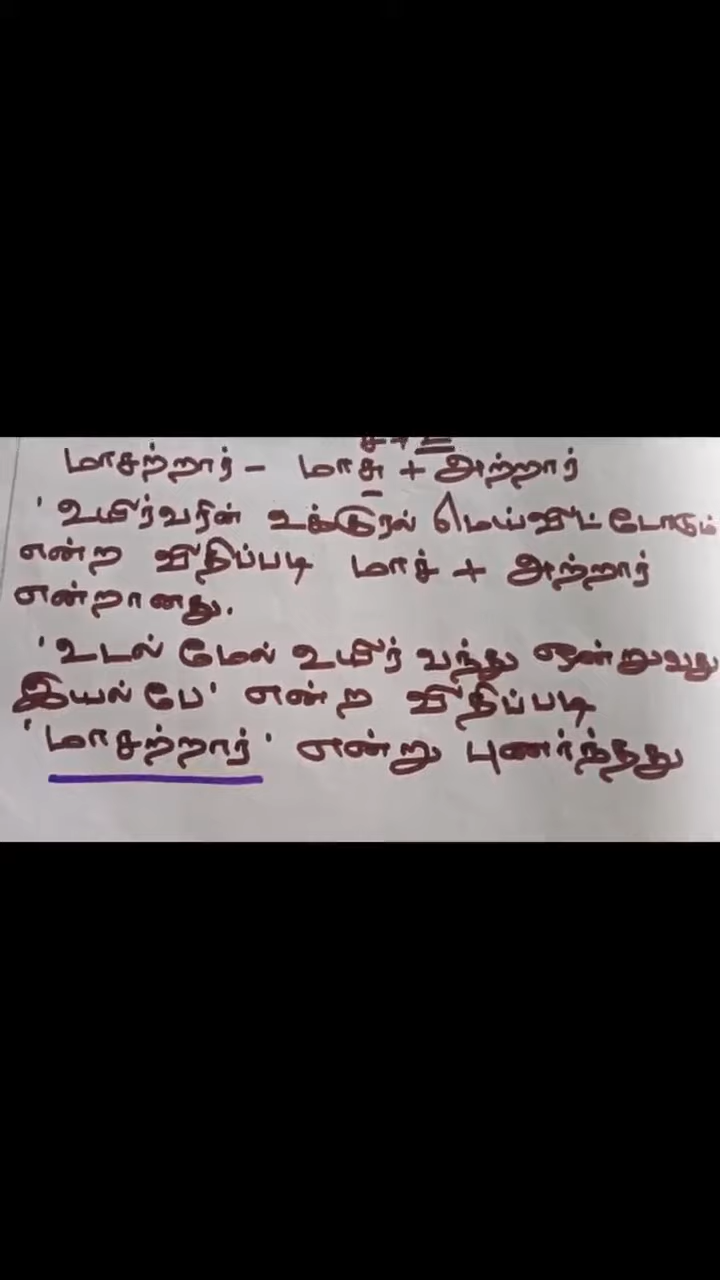 ச் + உ
மாசற்றார் - மாசு + அற்றார்
'உயிர்வரின் உக்குரல் மெய்விட்டோடும்
என்ற விதிப்படி மாச் + அற்றார்
என்றானது.
'உடல் மேல் உயிர் வந்து ஒன்றுவது
இயல்பே' என்ற விதிப்படி
'மாசற்றார்' என்று புணர்ந்தது